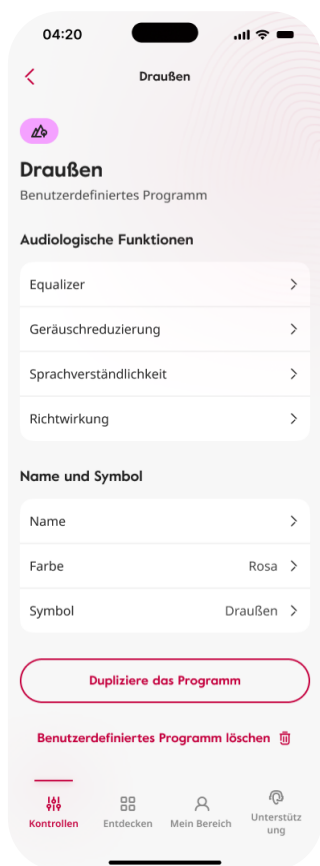 04:20
Draußen
Draußen
Benutzerdefiniertes Programm
Audiologische Funktionen
Equalizer
Geräuschreduzierung
Sprachverständlichkeit
Richtwirkung
Name und Symbol
Name
Farbe Rosa
Symbol Draußen
Dupliziere das Programm
Benutzerdefiniertes Programm löschen
Kontrollen Entdecken Mein Bereich Unterstütz
ung